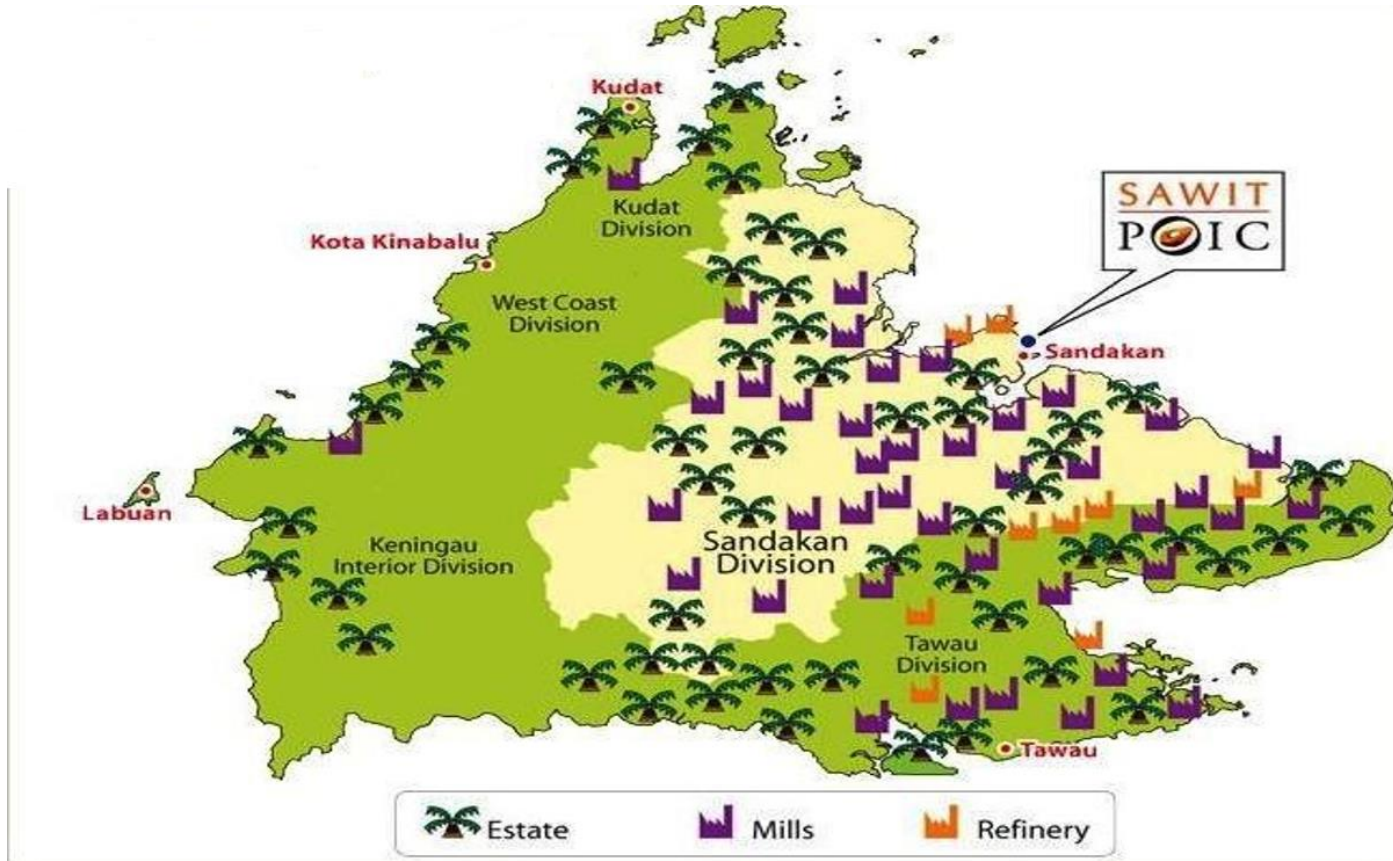 Kudat
Kudat
Division
SAWIT
POIC
Kota Kinabalu
West Coast
Division
Sandakan
Labuan
Keningau
Interior Division
Sandakan
Division
Tawau
Division
Tawau
Estate
Mills
Refinery